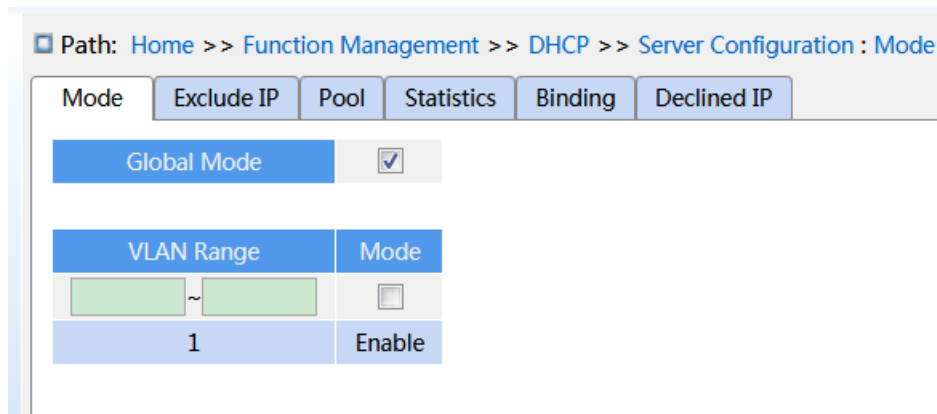 Path: Home >> Function Management >> DHCP >> Server Configuration : Mode
Mode Exclude IP Pool Statistics Binding Declined IP
Global Mode
VLAN Range Mode
~
1 Enable